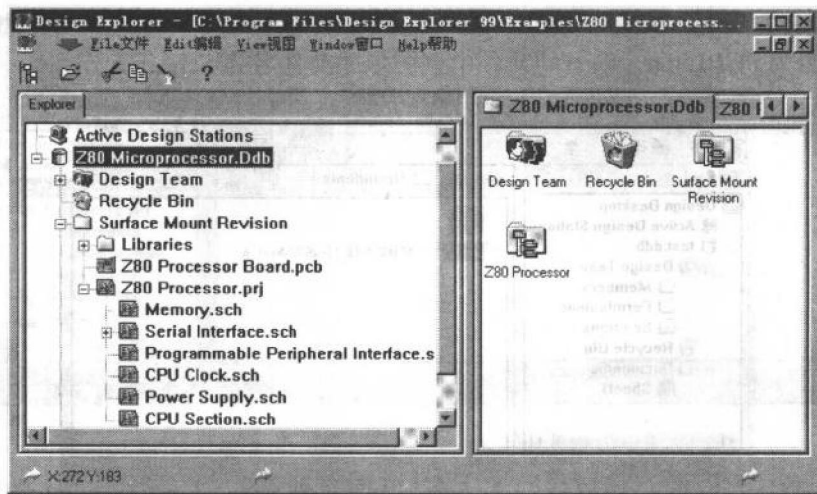 Design Explorer - [C:\Program Files\Design Explorer 99\Examples\Z80 Microprocess...
File文件 Edit编辑 View视图 Window窗口 Help帮助
Explorer
Active Design Stations
Z80 Microprocessor.Ddb
Design Team
Recycle Bin
Surface Mount Revision
Libraries
Z80 Processor Board.pcb
Z80 Processor.prj
Memory.sch
Serial Interface.sch
Programmable Peripheral Interface.s
CPU Clock.sch
Power Supply.sch
CPU Section.sch
Z80 Microprocessor.Ddb
Z80
Design Team
Recycle Bin
Surface Mount
Revision
Z80 Processor
X:272 Y:183